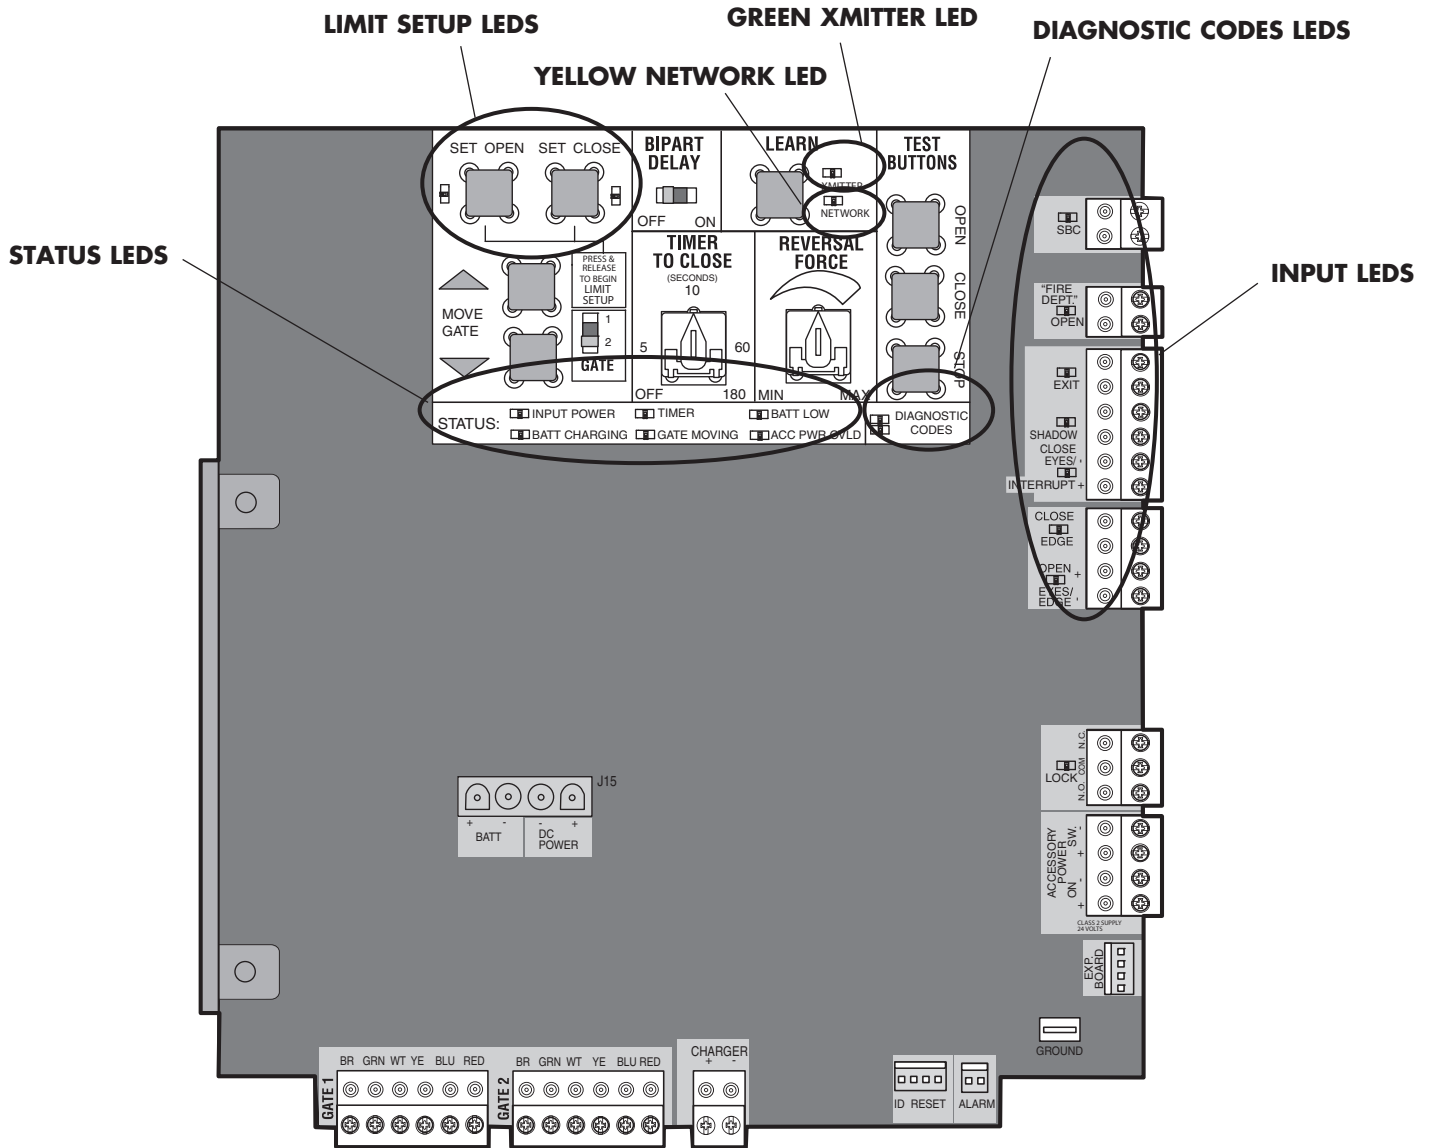 LIMIT SETUP LEDS
GREEN XMITTER LED
DIAGNOSTIC CODES LEDS
YELLOW NETWORK LED
STATUS LEDS
INPUT LEDS
SET OPEN SET CLOSE
BIPART
DELAY
OFF ON
LEARN
XMITTER
NETWORK
TEST
BUTTONS
OPEN
CLOSE
STOP
MOVE
GATE
PRESS &
RELEASE
TO BEGIN
LIMIT
SETUP
1
2
GATE
TIMER
TO CLOSE
(SECONDS)
10
5 60
OFF 180
REVERSAL
FORCE
MIN MAX
STATUS:
INPUT POWER TIMER BATT LOW
BATT CHARGING GATE MOVING ACC PWR OVLD
DIAGNOSTIC
CODES
SBC
"FIRE
DEPT."
OPEN
EXIT
SHADOW
CLOSE
EYES/ -
INTERRUPT +
CLOSE
EDGE
OPEN +
EYES/
EDGE -
J15
+ - - +
BATT
DC
POWER
LOCK
N.C.
COM
N.O.
ACCESSORY
POWER
ON SW.
- + - +
CLASS 2 SUPPLY
24 VOLTS
EXP.
BOARD
GROUND
GATE 1
BR GRN WT YE BLU RED
GATE 2
BR GRN WT YE BLU RED
CHARGER
+ -
ID RESET
ALARM